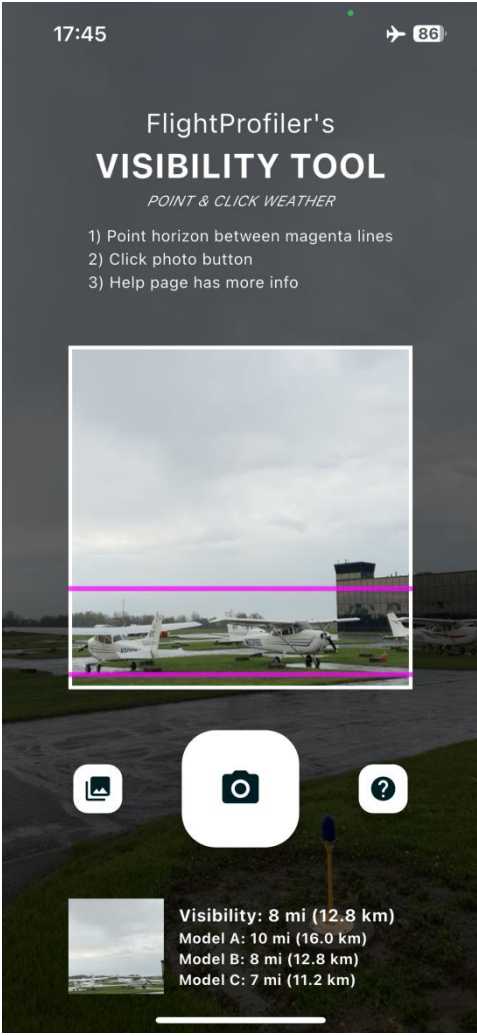 17:45
86
FlightProfiler's
VISIBILITY TOOL
POINT & CLICK WEATHER
1) Point horizon between magenta lines
2) Click photo button
3) Help page has more info
Visibility: 8 mi (12.8 km)
Model A: 10 mi (16.0 km)
Model B: 8 mi (12.8 km)
Model C: 7 mi (11.2 km)